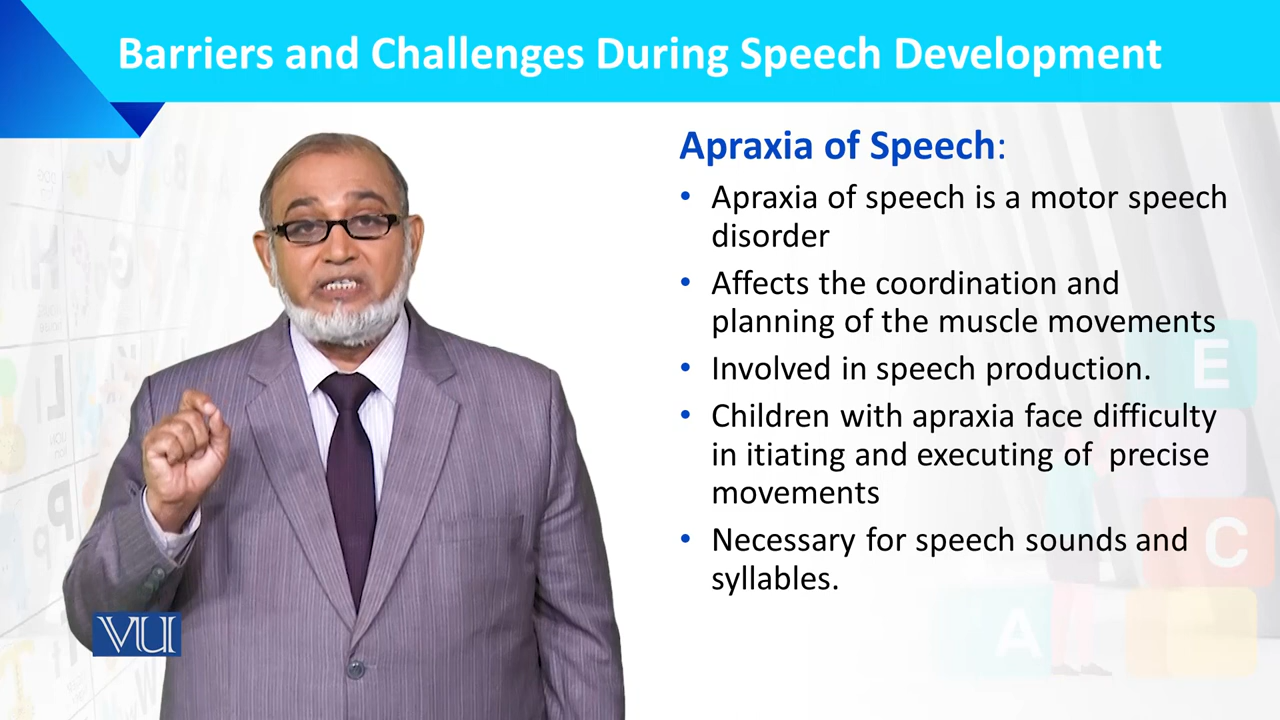 Barriers and Challenges During Speech Development
Apraxia of Speech:
• Apraxia of speech is a motor speech
disorder
• Affects the coordination and
planning of the muscle movements
• Involved in speech production.
• Children with apraxia face difficulty
in itiating and executing of precise
movements
• Necessary for speech sounds and
syllables.
VU
E
C
A